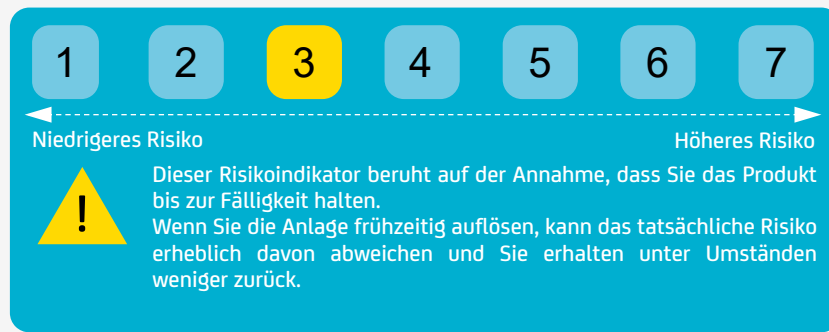 1 2 3 4 5 6 7
Niedrigeres Risiko Höheres Risiko
Dieser Risikoindikator beruht auf der Annahme, dass Sie das Produkt
bis zur Fälligkeit halten.
Wenn Sie die Anlage frühzeitig auflösen, kann das tatsächliche Risiko
erheblich davon abweichen und Sie erhalten unter Umständen
weniger zurück.
!